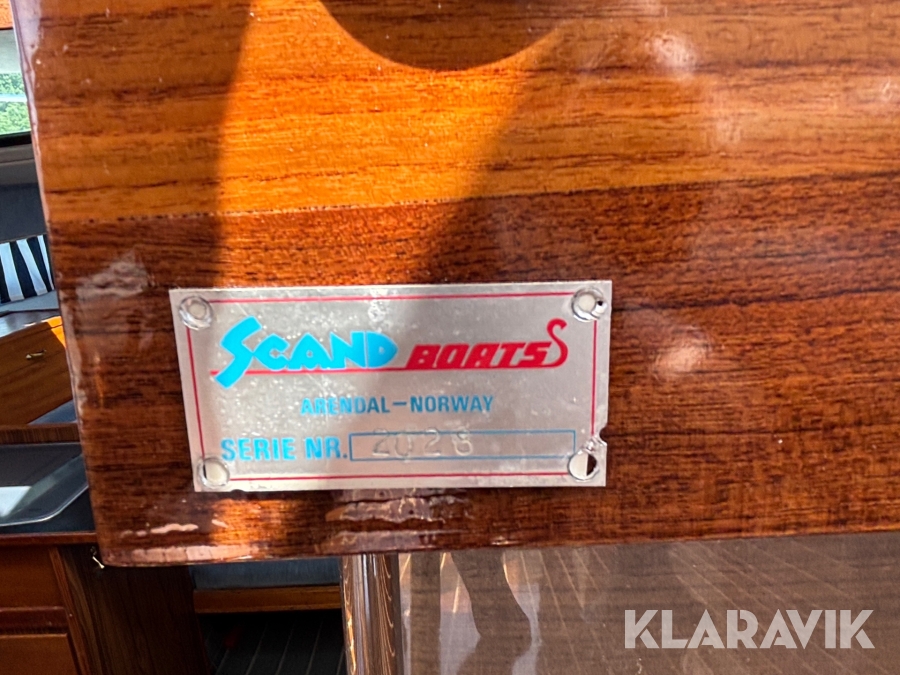 SCAND BOATS
ARENDAL-NORWAY
SERIE NR. 2028
KLARAVIK